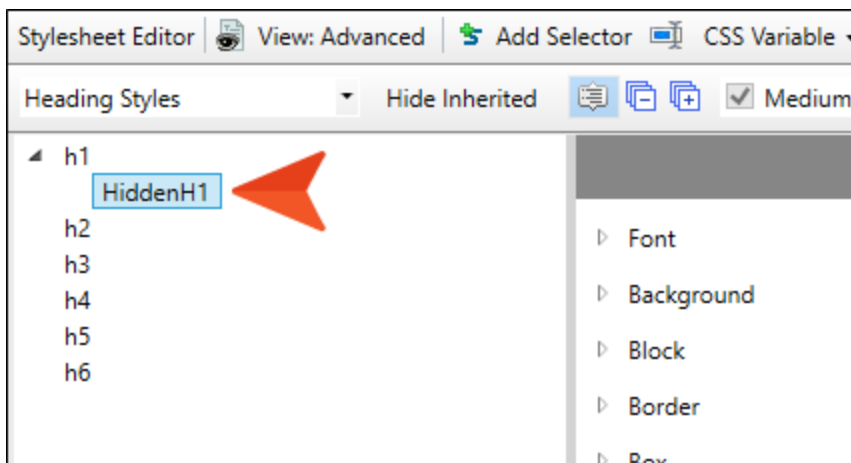 Stylesheet Editor View: Advanced Add Selector CSS Variable
Heading Styles Hide Inherited Medium
h1
HiddenH1
h2
h3
h4
h5
h6
Font
Background
Block
Border
Box